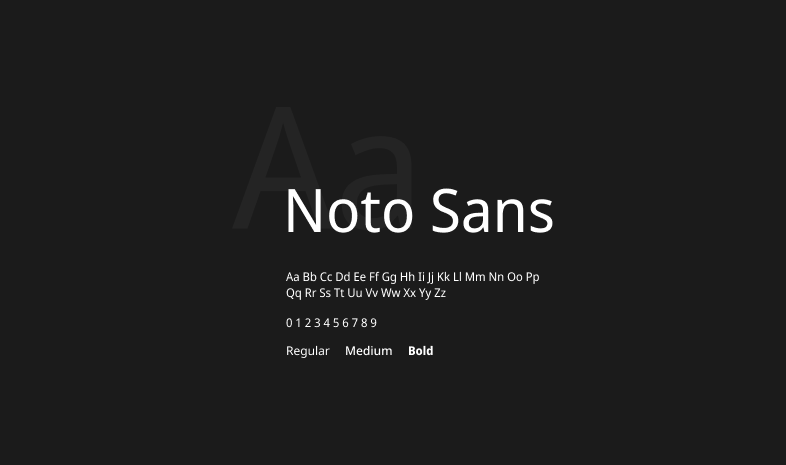 Aa
Noto Sans
Aa Bb Cc Dd Ee Ff Gg Hh Ii Jj Kk Ll Mm Nn Oo Pp
Qq Rr Ss Tt Uu Vv Ww Xx Yy Zz
0 1 2 3 4 5 6 7 8 9
Regular Medium Bold